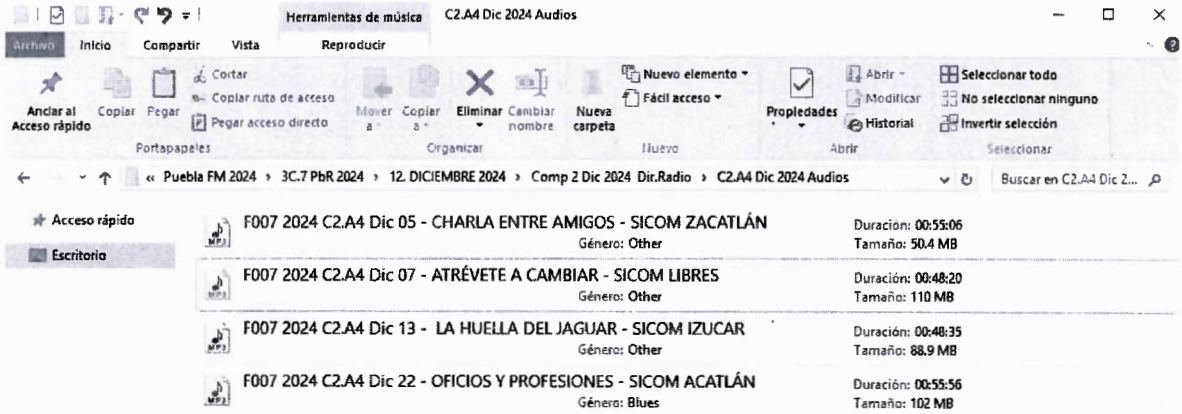 Herramientas de música C2.A4 Dic 2024 Audios
Archivo Inicio Compartir Vista Reproducir
Anclar al Acceso rápido
Copiar
Pegar
Cortar
Copiar ruta de acceso
Pegar acceso directo
Portapapeles
Mover a
Copiar a
Eliminar
Cambiar nombre
Organizar
Nueva carpeta
Nuevo elemento
Fácil acceso
Nuevo
Propiedades
Abrir
Modificar
Historial
Abrir
Seleccionar todo
No seleccionar ninguno
Invertir selección
Seleccionar
« Puebla FM 2024 › 3C.7 PbR 2024 › 12. DICIEMBRE 2024 › Comp 2 Dic 2024 Dir.Radio › C2.A4 Dic 2024 Audios
Buscar en C2.A4 Dic 2...
Acceso rápido
Escritorio
F007 2024 C2.A4 Dic 05 - CHARLA ENTRE AMIGOS - SICOM ZACATLÁN Duración: 00:55:06
Género: Other Tamaño: 50.4 MB
F007 2024 C2.A4 Dic 07 - ATRÉVETE A CAMBIAR - SICOM LIBRES Duración: 00:48:20
Género: Other Tamaño: 110 MB
F007 2024 C2.A4 Dic 13 - LA HUELLA DEL JAGUAR - SICOM IZUCAR Duración: 00:48:35
Género: Other Tamaño: 88.9 MB
F007 2024 C2.A4 Dic 22 - OFICIOS Y PROFESIONES - SICOM ACATLÁN Duración: 00:55:56
Género: Blues Tamaño: 102 MB